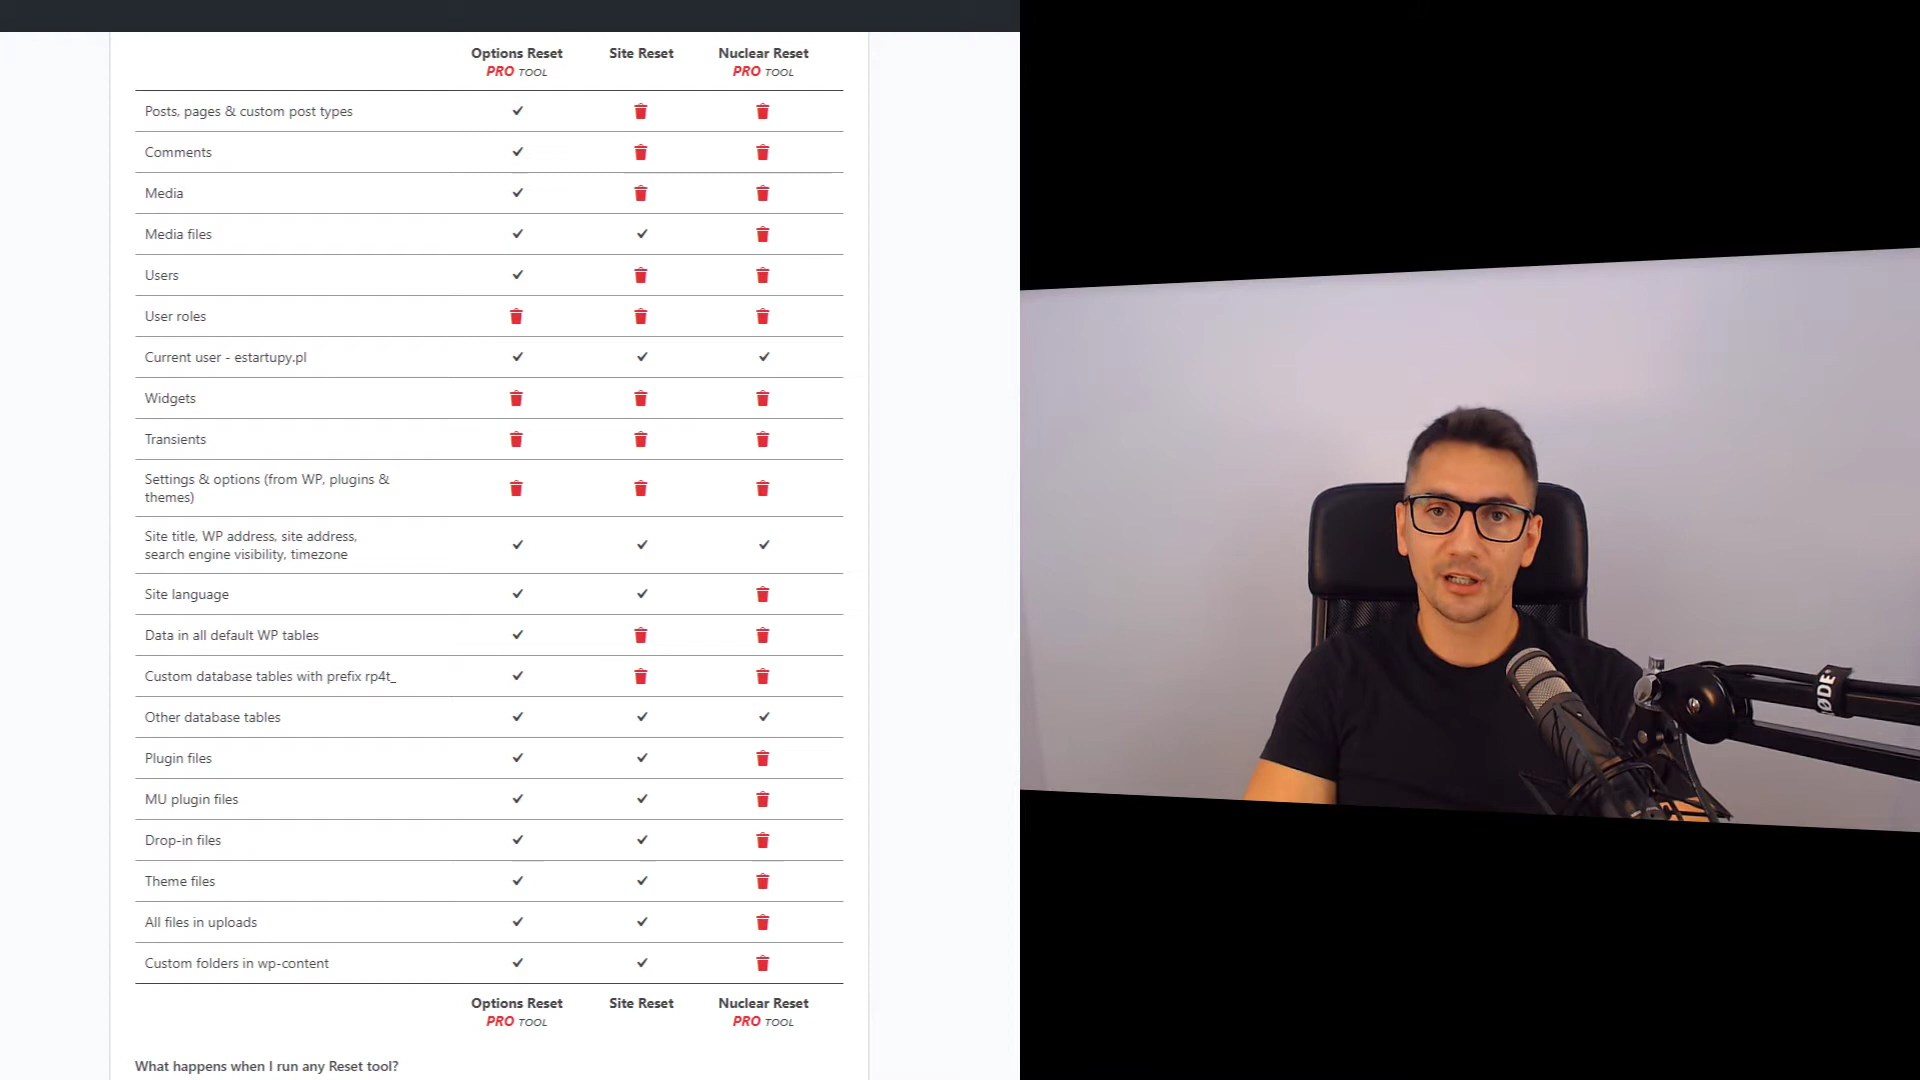 Options Reset Site Reset Nuclear Reset
PRO TOOL PRO TOOL
Posts, pages & custom post types
Comments
Media
Media files
Users
User roles
Current user - estartupy.pl
Widgets
Transients
Settings & options (from WP, plugins &
themes)
Site title, WP address, site address,
search engine visibility, timezone
Site language
Data in all default WP tables
Custom database tables with prefix rp4t_
Other database tables
Plugin files
MU plugin files
Drop-in files
Theme files
All files in uploads
Custom folders in wp-content
Options Reset Site Reset Nuclear Reset
PRO TOOL PRO TOOL
What happens when I run any Reset tool?
RØDE